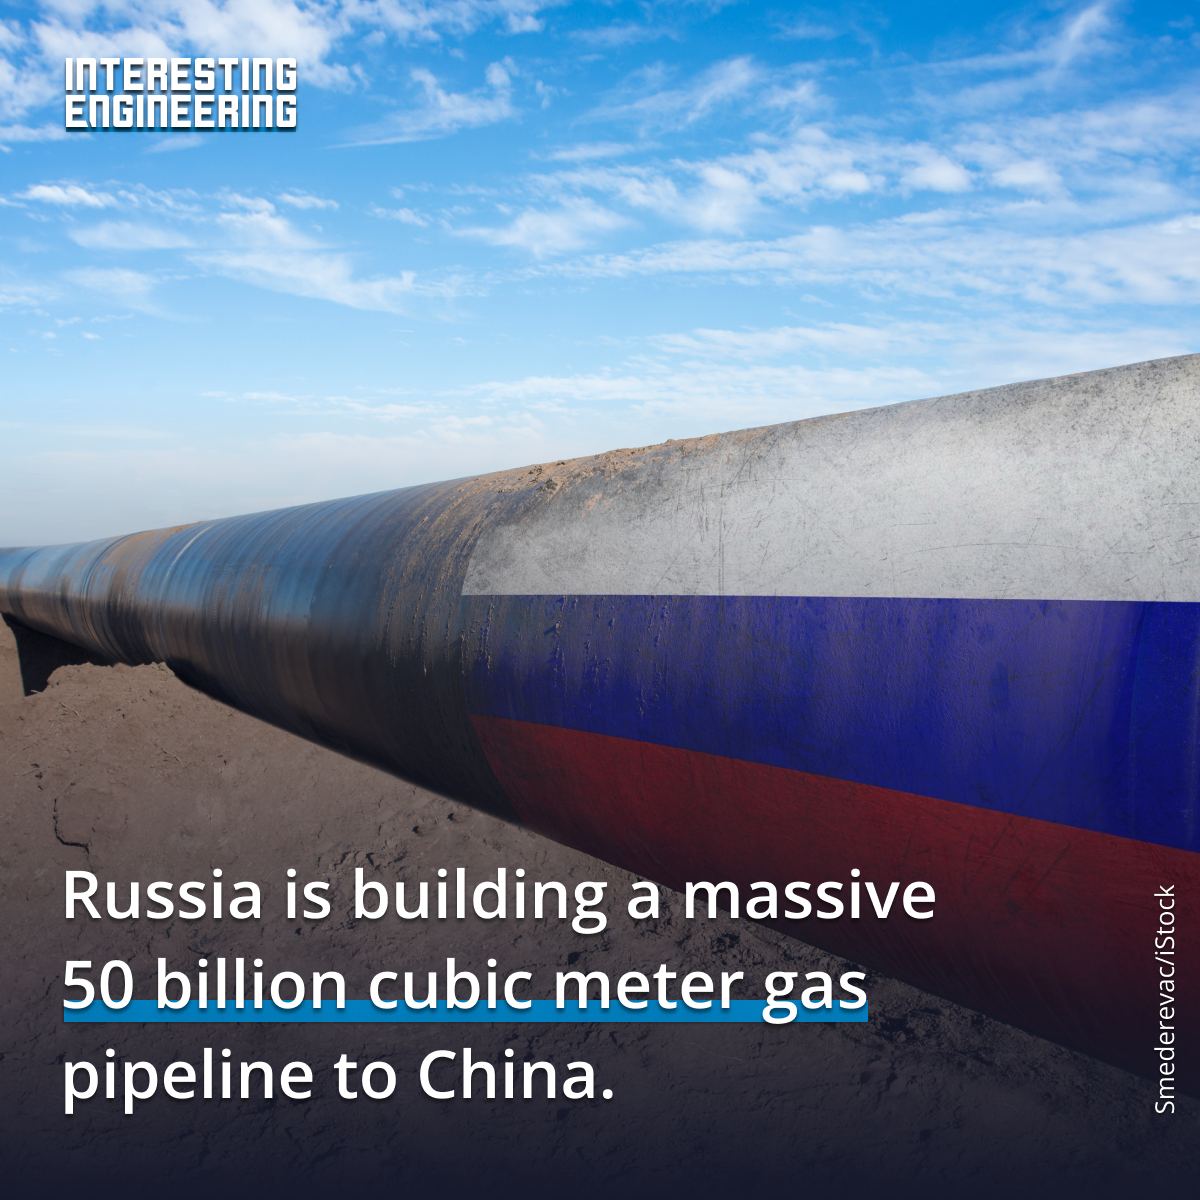 INTERESTING
ENGINEERING
Russia is building a massive
50 billion cubic meter gas
pipeline to China.
Smederevac/iStock